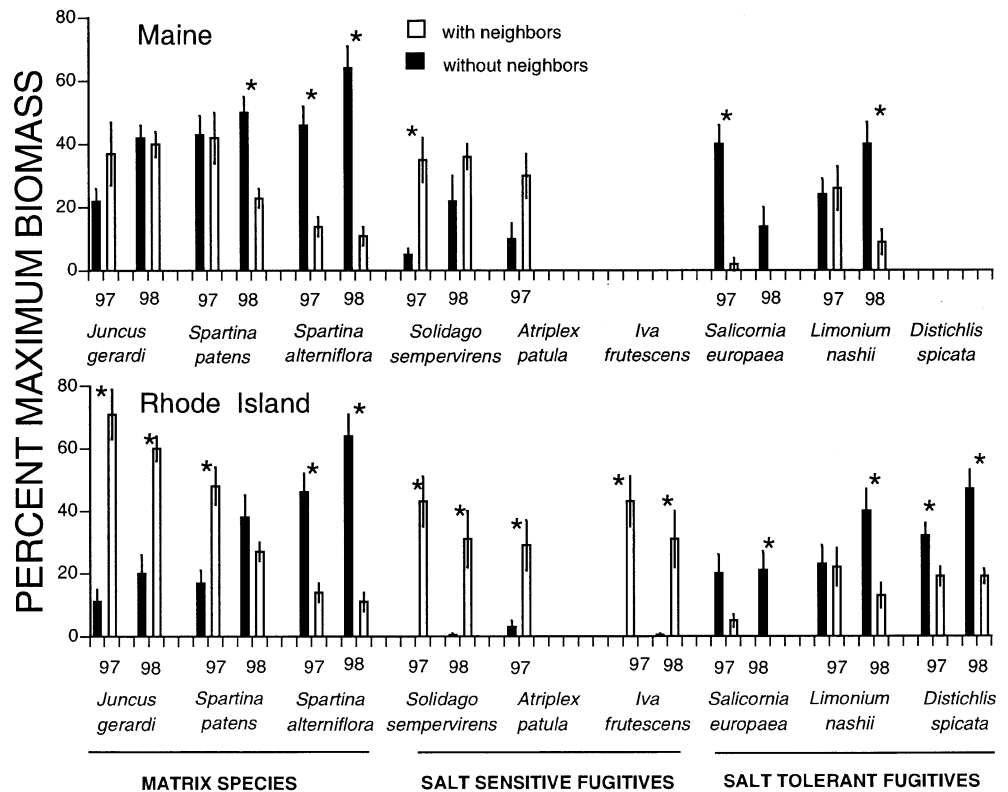 PERCENT MAXIMUM BIOMASS
Maine
with neighbors
without neighbors
80
60
40
20
0
* * * * * *
97 98 97 98 97 98 97 98 97 97 98 97 98
Juncus gerardi
Spartina patens
Spartina alterniflora
Solidago sempervirens
Atriplex patula
Iva frutescens
Salicornia europaea
Limonium nashii
Distichlis spicata
Rhode Island
80
60
40
20
0
* * * * * * * * * * * * * *
97 98 97 98 97 98 97 98 97 97 98 97 98 97 98 97 98
Juncus gerardi
Spartina patens
Spartina alterniflora
Solidago sempervirens
Atriplex patula
Iva frutescens
Salicornia europaea
Limonium nashii
Distichlis spicata
MATRIX SPECIES
SALT SENSITIVE FUGITIVES
SALT TOLERANT FUGITIVES